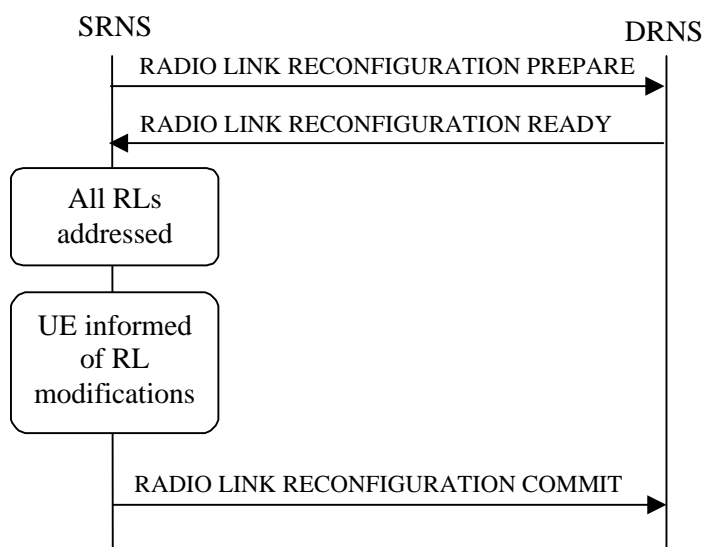 SRNS
DRNS
RADIO LINK RECONFIGURATION PREPARE
RADIO LINK RECONFIGURATION READY
All RLs
addressed
UE informed
of RL
modifications
RADIO LINK RECONFIGURATION COMMIT